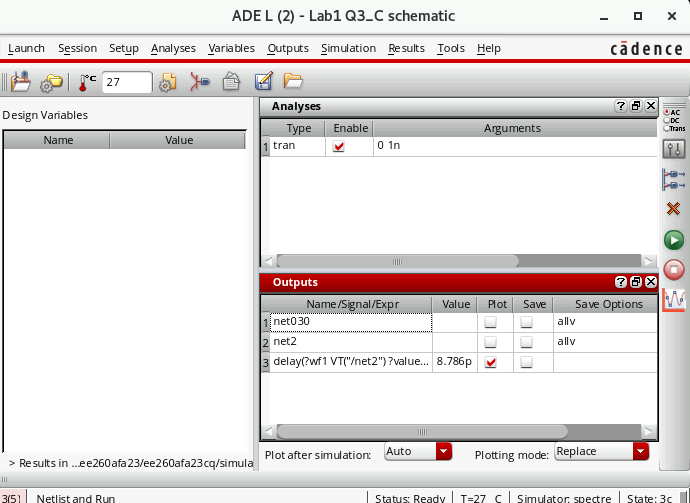 ADE L (2) - Lab1 Q3_C schematic
Launch Session Setup Analyses Variables Outputs Simulation Results Tools Help cādence
°C 27
Design Variables
Name Value
Analyses
Type Enable Arguments
1 tran 0 1n
AC
DC
Trans
Outputs
Name/Signal/Expr Value Plot Save Save Options
1 net030 allv
2 net2 allv
3 delay(?wf1 VT("/net2") ?value... 8.786p
> Results in ...ee260afa23/ee260afa23cq/simula
Plot after simulation: Auto Plotting mode: Replace
3(5) Netlist and Run Status: Ready T=27 C Simulator: spectre State: 3c